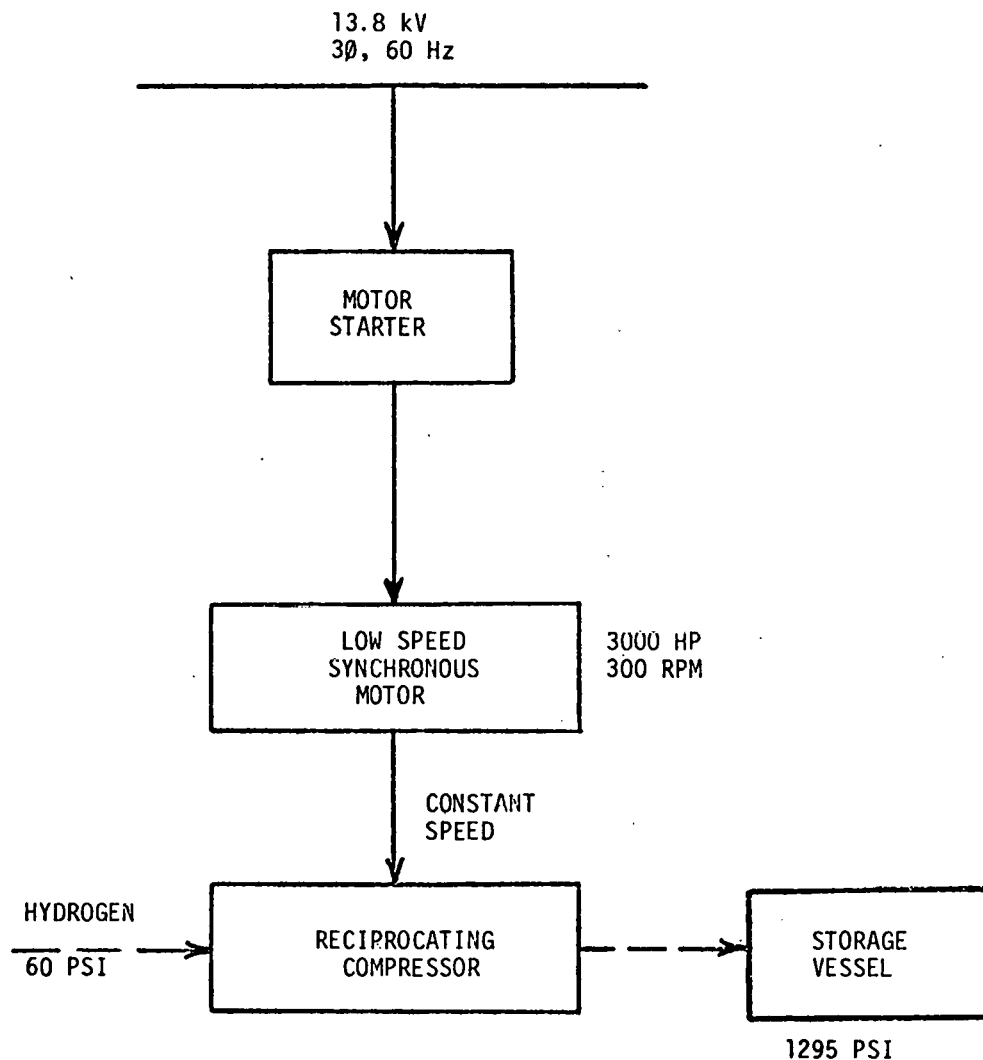 13.8 kV
3ø, 60 Hz
MOTOR
STARTER
LOW SPEED
SYNCHRONOUS
MOTOR
3000 HP
300 RPM
CONSTANT
SPEED
HYDROGEN
60 PSI
RECIPROCATING
COMPRESSOR
STORAGE
VESSEL
1295 PSI